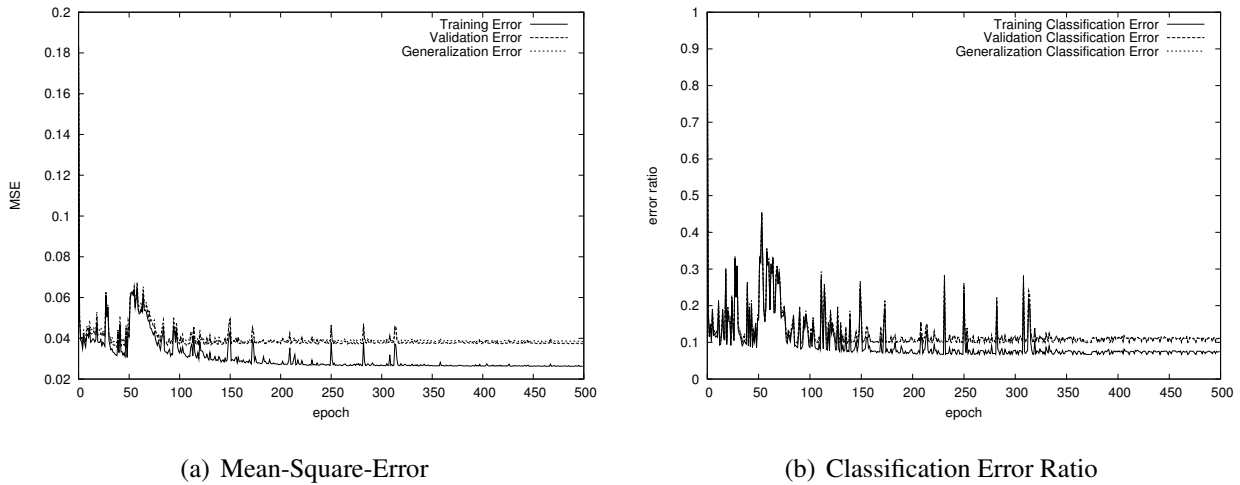 0.2
0.18
0.16
0.14
0.12
0.1
0.08
0.06
0.04
0.02
MSE
0 50 100 150 200 250 300 350 400 450 500
epoch
Training Error
Validation Error
Generalization Error
(a) Mean-Square-Error
1
0.9
0.8
0.7
0.6
0.5
0.4
0.3
0.2
0.1
0
error ratio
0 50 100 150 200 250 300 350 400 450 500
epoch
Training Classification Error
Validation Classification Error
Generalization Classification Error
(b) Classification Error Ratio